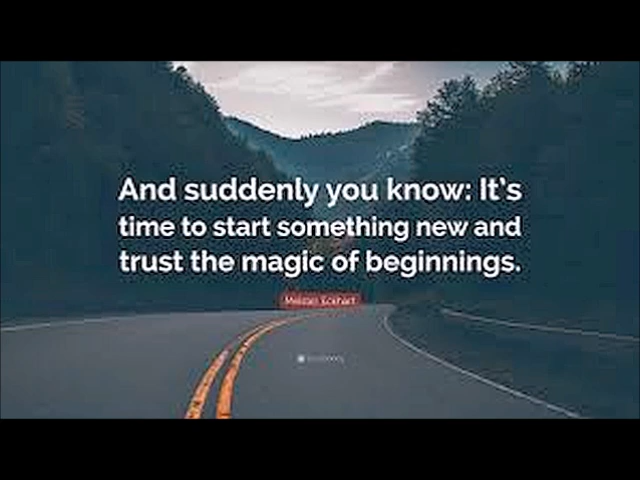 And suddenly you know: It's
time to start something new and
trust the magic of beginnings.
Meister Eckhart